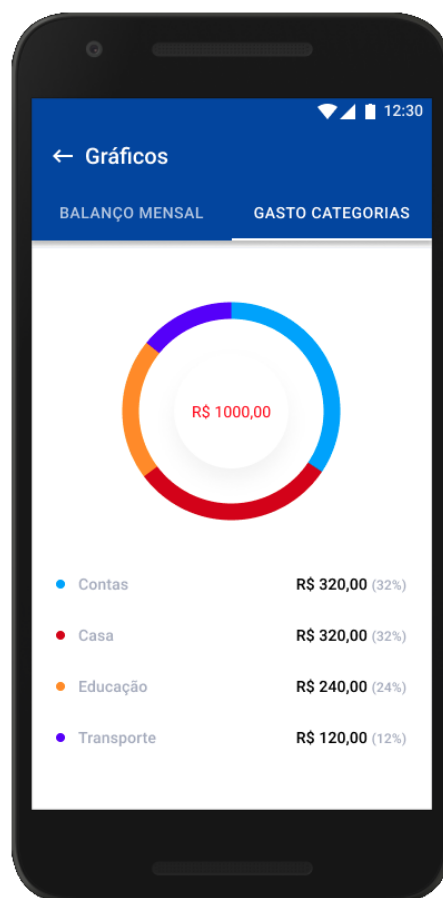 12:30
← Gráficos
BALANÇO MENSAL GASTO CATEGORIAS
R$ 1000,00
Contas R$ 320,00 (32%)
Casa R$ 320,00 (32%)
Educação R$ 240,00 (24%)
Transporte R$ 120,00 (12%)